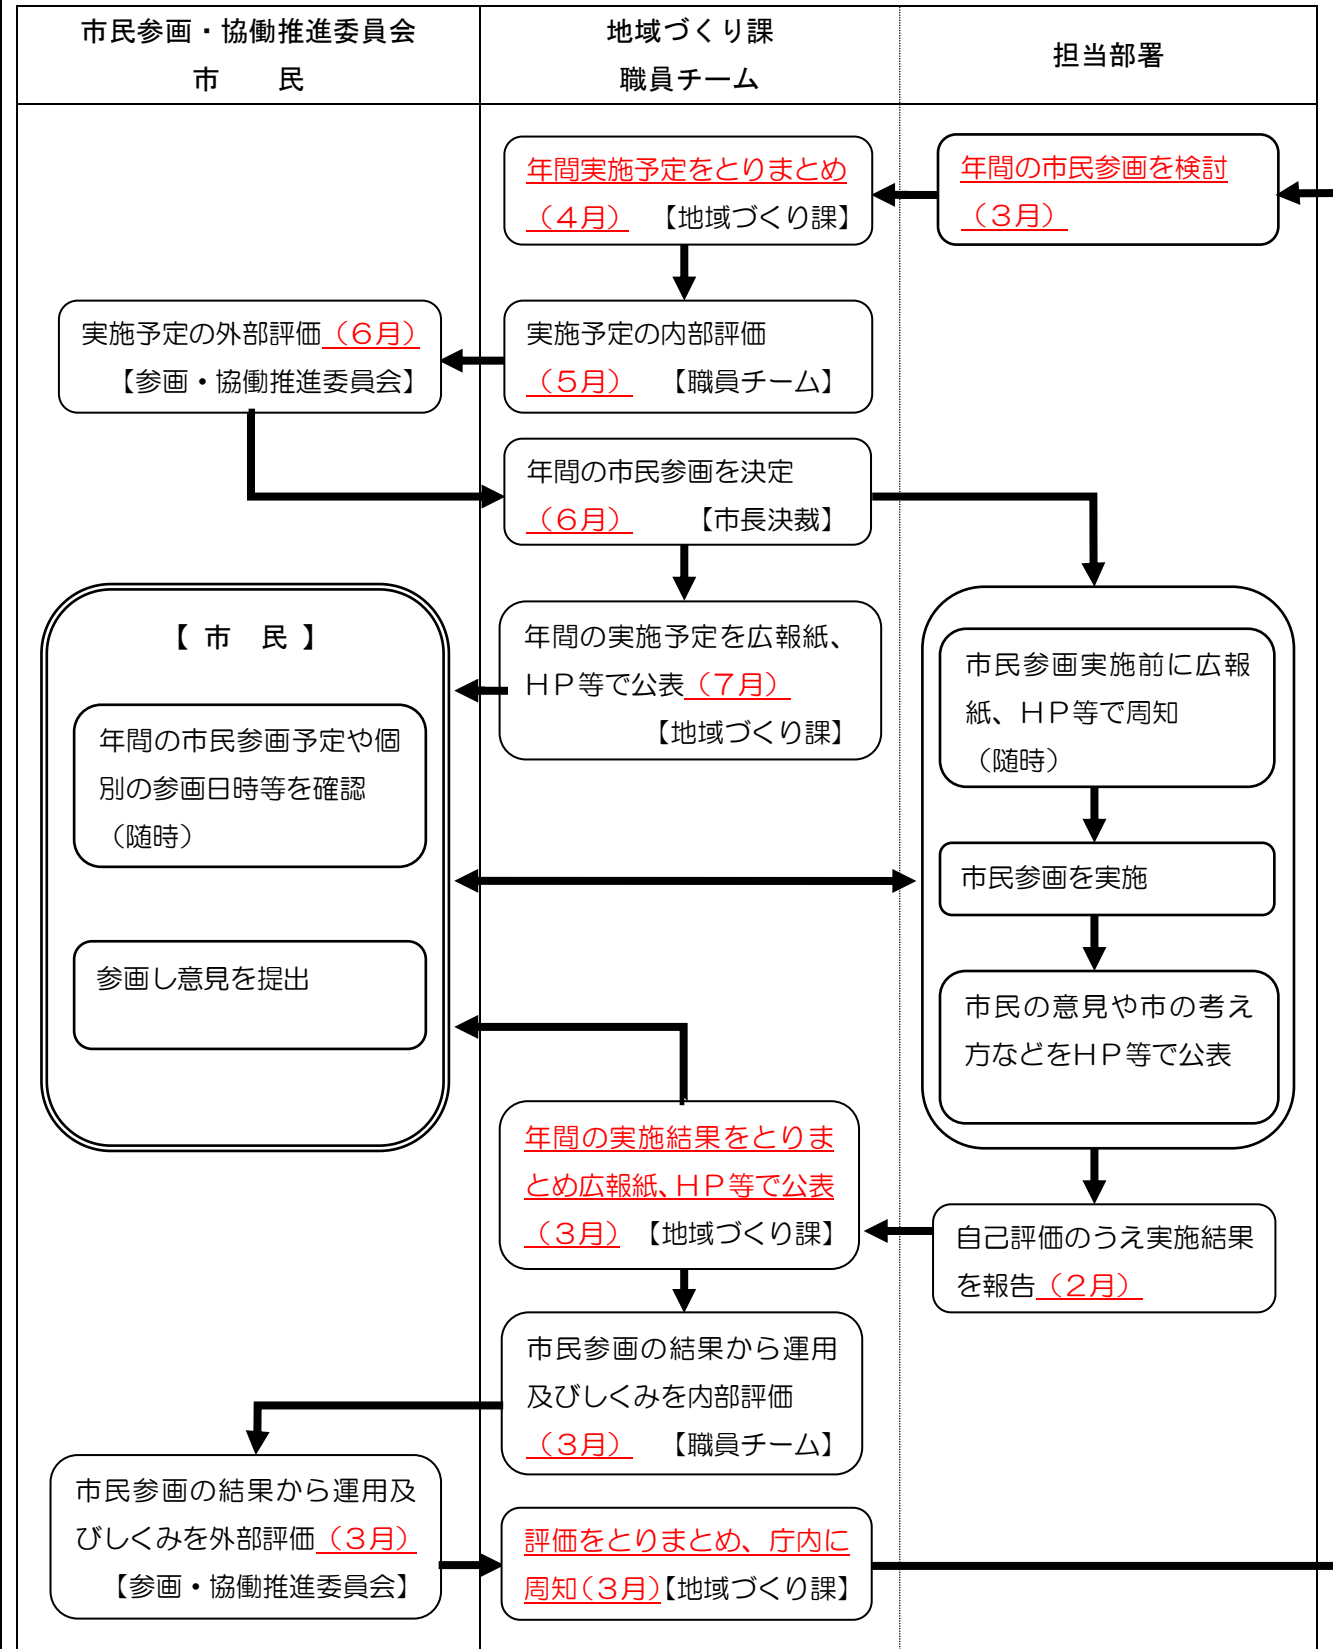 市民参画・協働推進委員会
市　　民
地域づくり課
職員チーム
担当部署
年間の市民参画を検討
（３月）
年間実施予定をとりまとめ
（４月）　【地域づくり課】
実施予定の内部評価
（５月）　【職員チーム】
実施予定の外部評価（６月）
【参画・協働推進委員会】
年間の市民参画を決定
（６月）　　【市長決裁】
年間の実施予定を広報紙、
ＨＰ等で公表（７月）
【地域づくり課】
【 市　民 】
年間の市民参画予定や個
別の参画日時等を確認
（随時）
参画し意見を提出
市民参画実施前に広報
紙、ＨＰ等で周知
（随時）
市民参画を実施
市民の意見や市の考え
方などをＨＰ等で公表
自己評価のうえ実施結果
を報告（２月）
年間の実施結果をとりま
とめ広報紙、ＨＰ等で公表
（３月）　【地域づくり課】
市民参画の結果から運用
及びしくみを内部評価
（３月）　【職員チーム】
市民参画の結果から運用及
びしくみを外部評価（３月）
【参画・協働推進委員会】
評価をとりまとめ、庁内に
周知（３月）【地域づくり課】